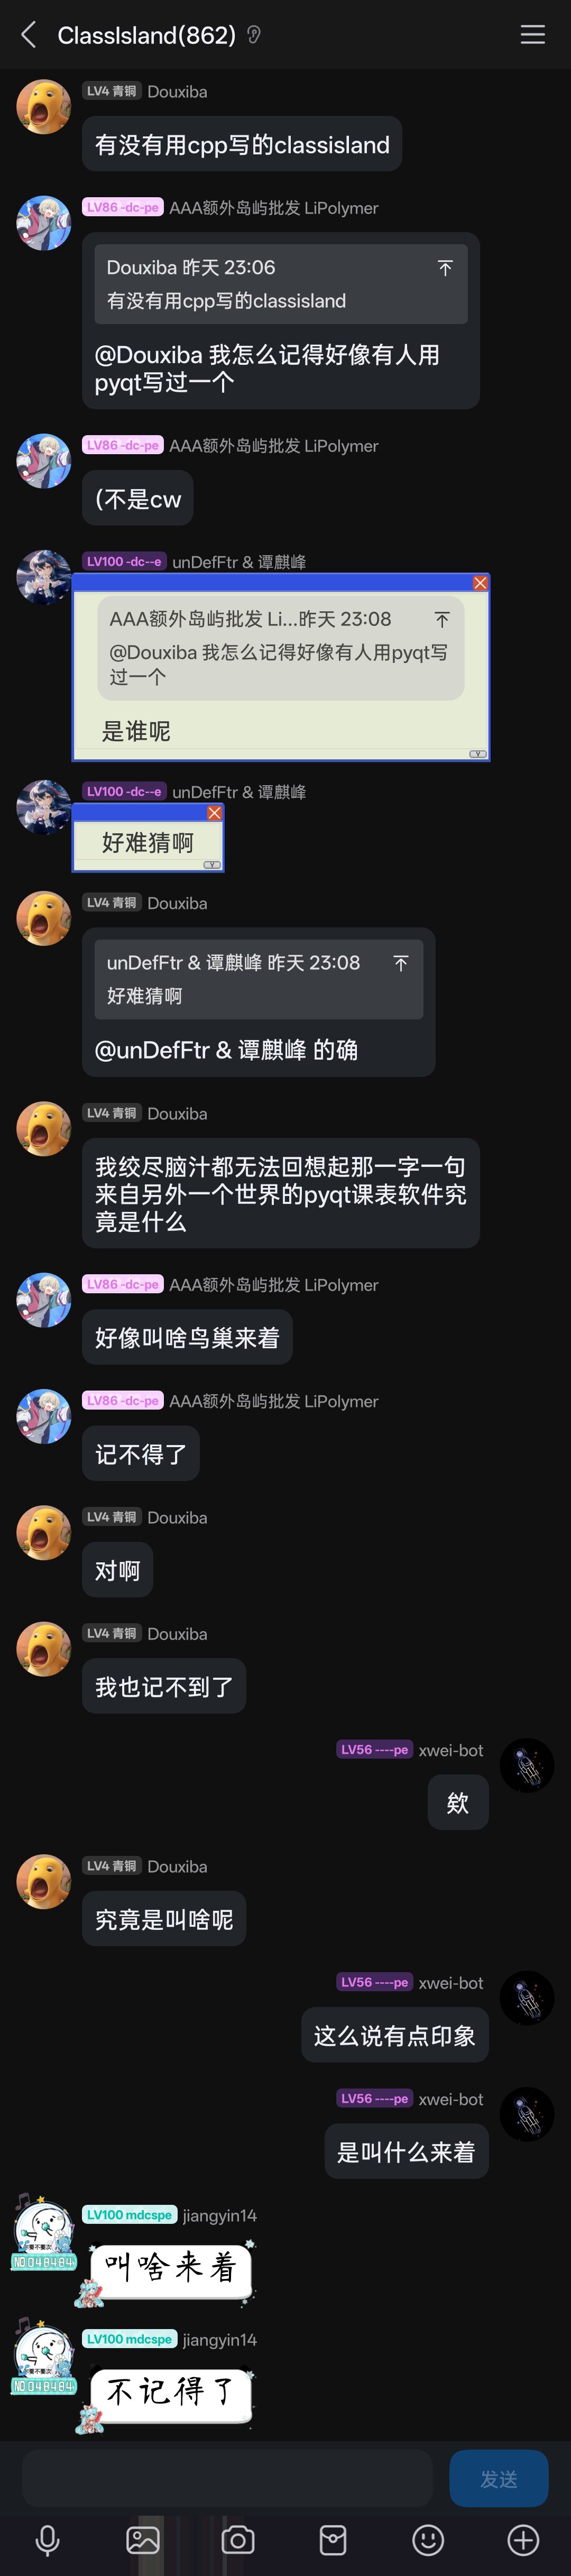 ClassIsland(862)
LV4 青铜 Douxiba
有没有用cpp写的classisland
LV86 -dc-pe AAA额外岛屿批发 LiPolymer
Douxiba 昨天 23:06
有没有用cpp写的classisland
@Douxiba 我怎么记得好像有人用
pyqt写过一个
LV86 -dc-pe AAA额外岛屿批发 LiPolymer
(不是cw
LV100 -dc--e unDefFtr & 谭麒峰
AAA额外岛屿批发 Li...昨天 23:08
@Douxiba 我怎么记得好像有人用pyqt写
过一个
是谁呢
LV100 -dc--e unDefFtr & 谭麒峰
好难猜啊
LV4 青铜 Douxiba
unDefFtr & 谭麒峰 昨天 23:08
好难猜啊
@unDefFtr & 谭麒峰 的确
LV4 青铜 Douxiba
我绞尽脑汁都无法回想起那一字一句
来自另外一个世界的pyqt课表软件究
竟是什么
LV86 -dc-pe AAA额外岛屿批发 LiPolymer
好像叫啥鸟巢来着
LV86 -dc-pe AAA额外岛屿批发 LiPolymer
记不得了
LV4 青铜 Douxiba
对啊
LV4 青铜 Douxiba
我也记不到了
LV56 ----pe xwei-bot
欸
LV4 青铜 Douxiba
究竟是叫啥呢
LV56 ----pe xwei-bot
这么说有点印象
LV56 ----pe xwei-bot
是叫什么来着
LV100 mdcspe jiangyin14
NO.048484
叫啥来着
LV100 mdcspe jiangyin14
NO.048484
不记得了
发送